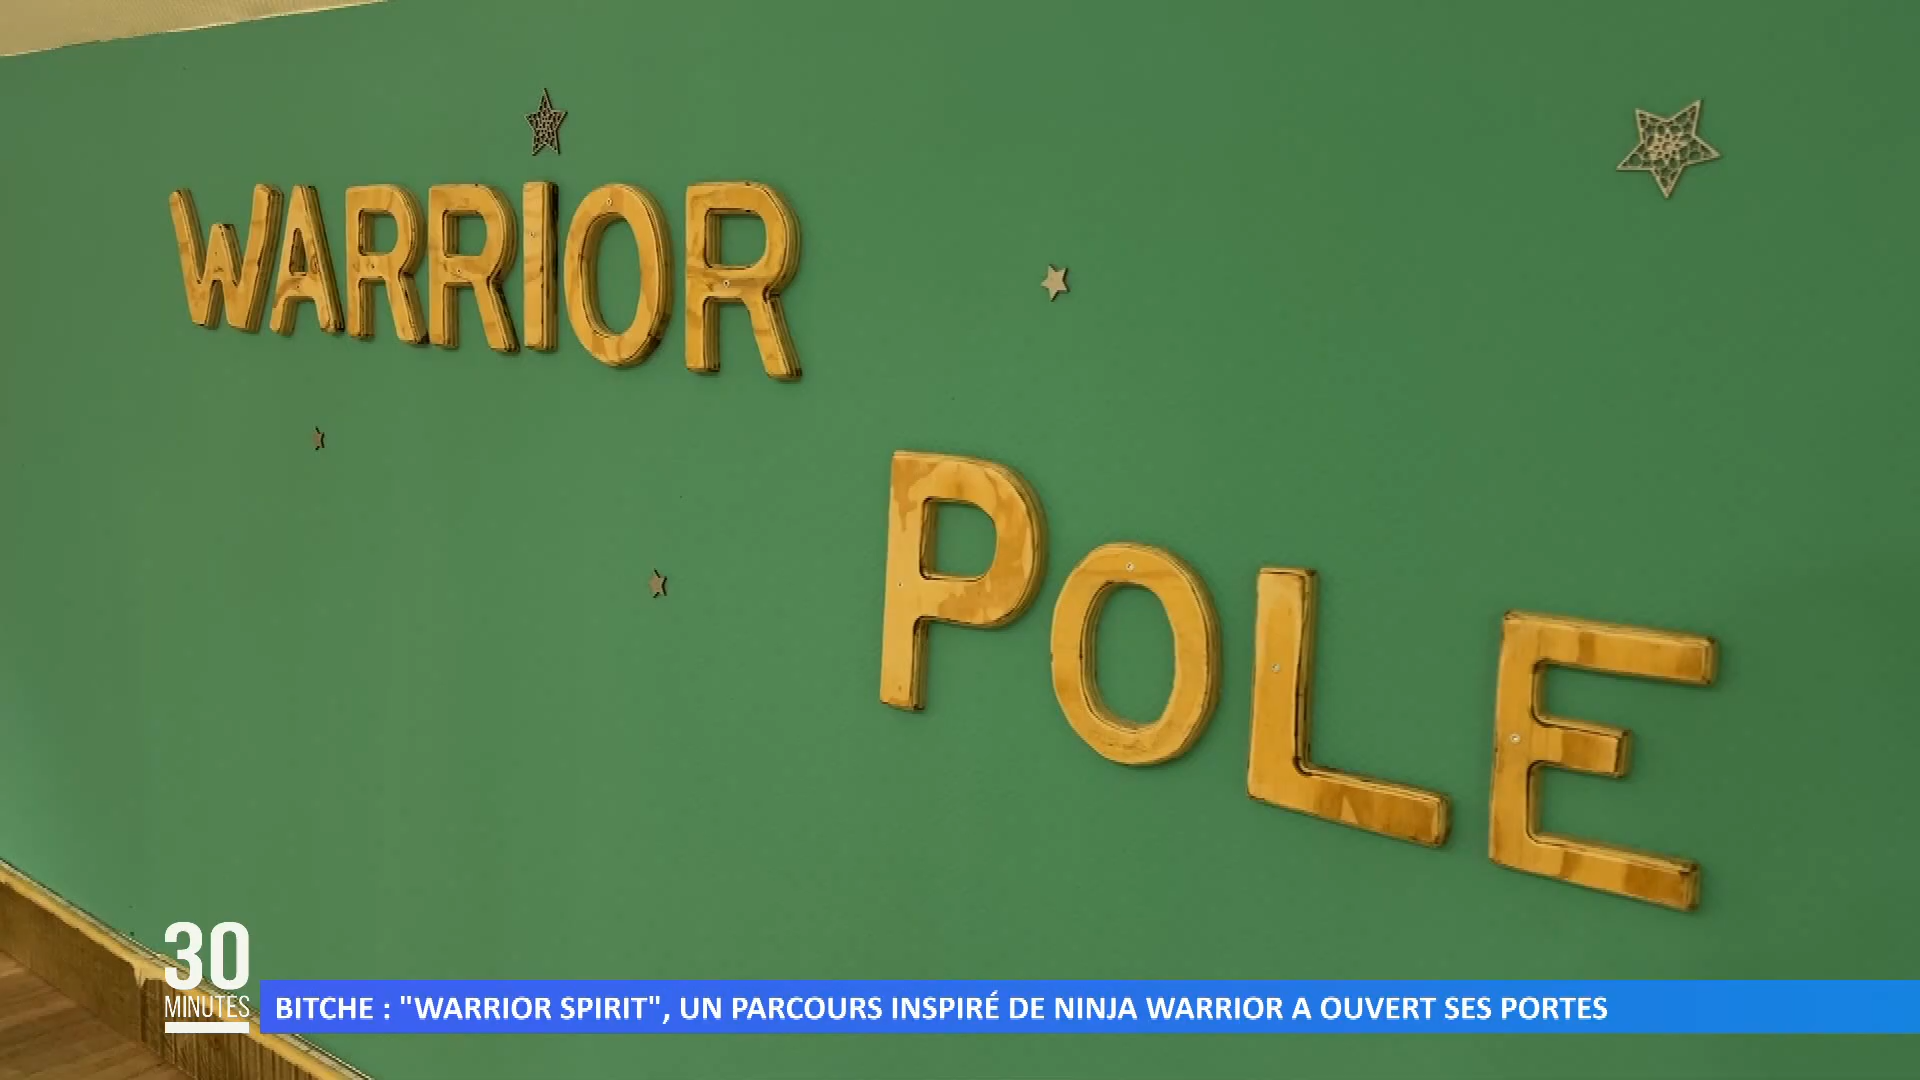 WARRIOR
POLE
30
MINUTES
BITCHE : "WARRIOR SPIRIT", UN PARCOURS INSPIRÉ DE NINJA WARRIOR A OUVERT SES PORTES